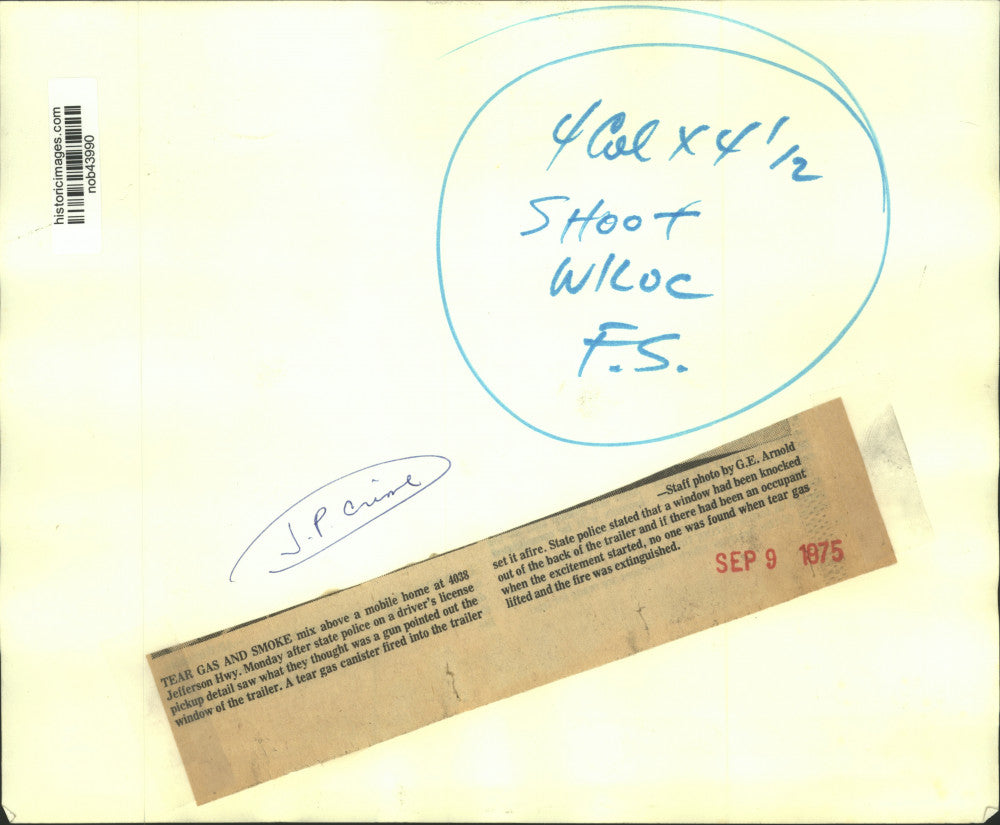 historicimages.com
nob43990
4 Col x 4 1/2
SHOOT
F.S.
J.P. crime
TEAR GAS AND SMOKE mix above a mobile home at 4038
Jefferson Hwy. Monday after state police on a driver's license
pickup detail saw what they thought was a gun pointed out the
window of the trailer. A tear gas canister fired into the trailer
—Staff photo by G.E. Arnold
set it afire. State police stated that a window had been knocked
out of the back of the trailer and if there had been an occupant
when the excitement started, no one was found when tear gas
lifted and the fire was extinguished.
SEP 9 1975